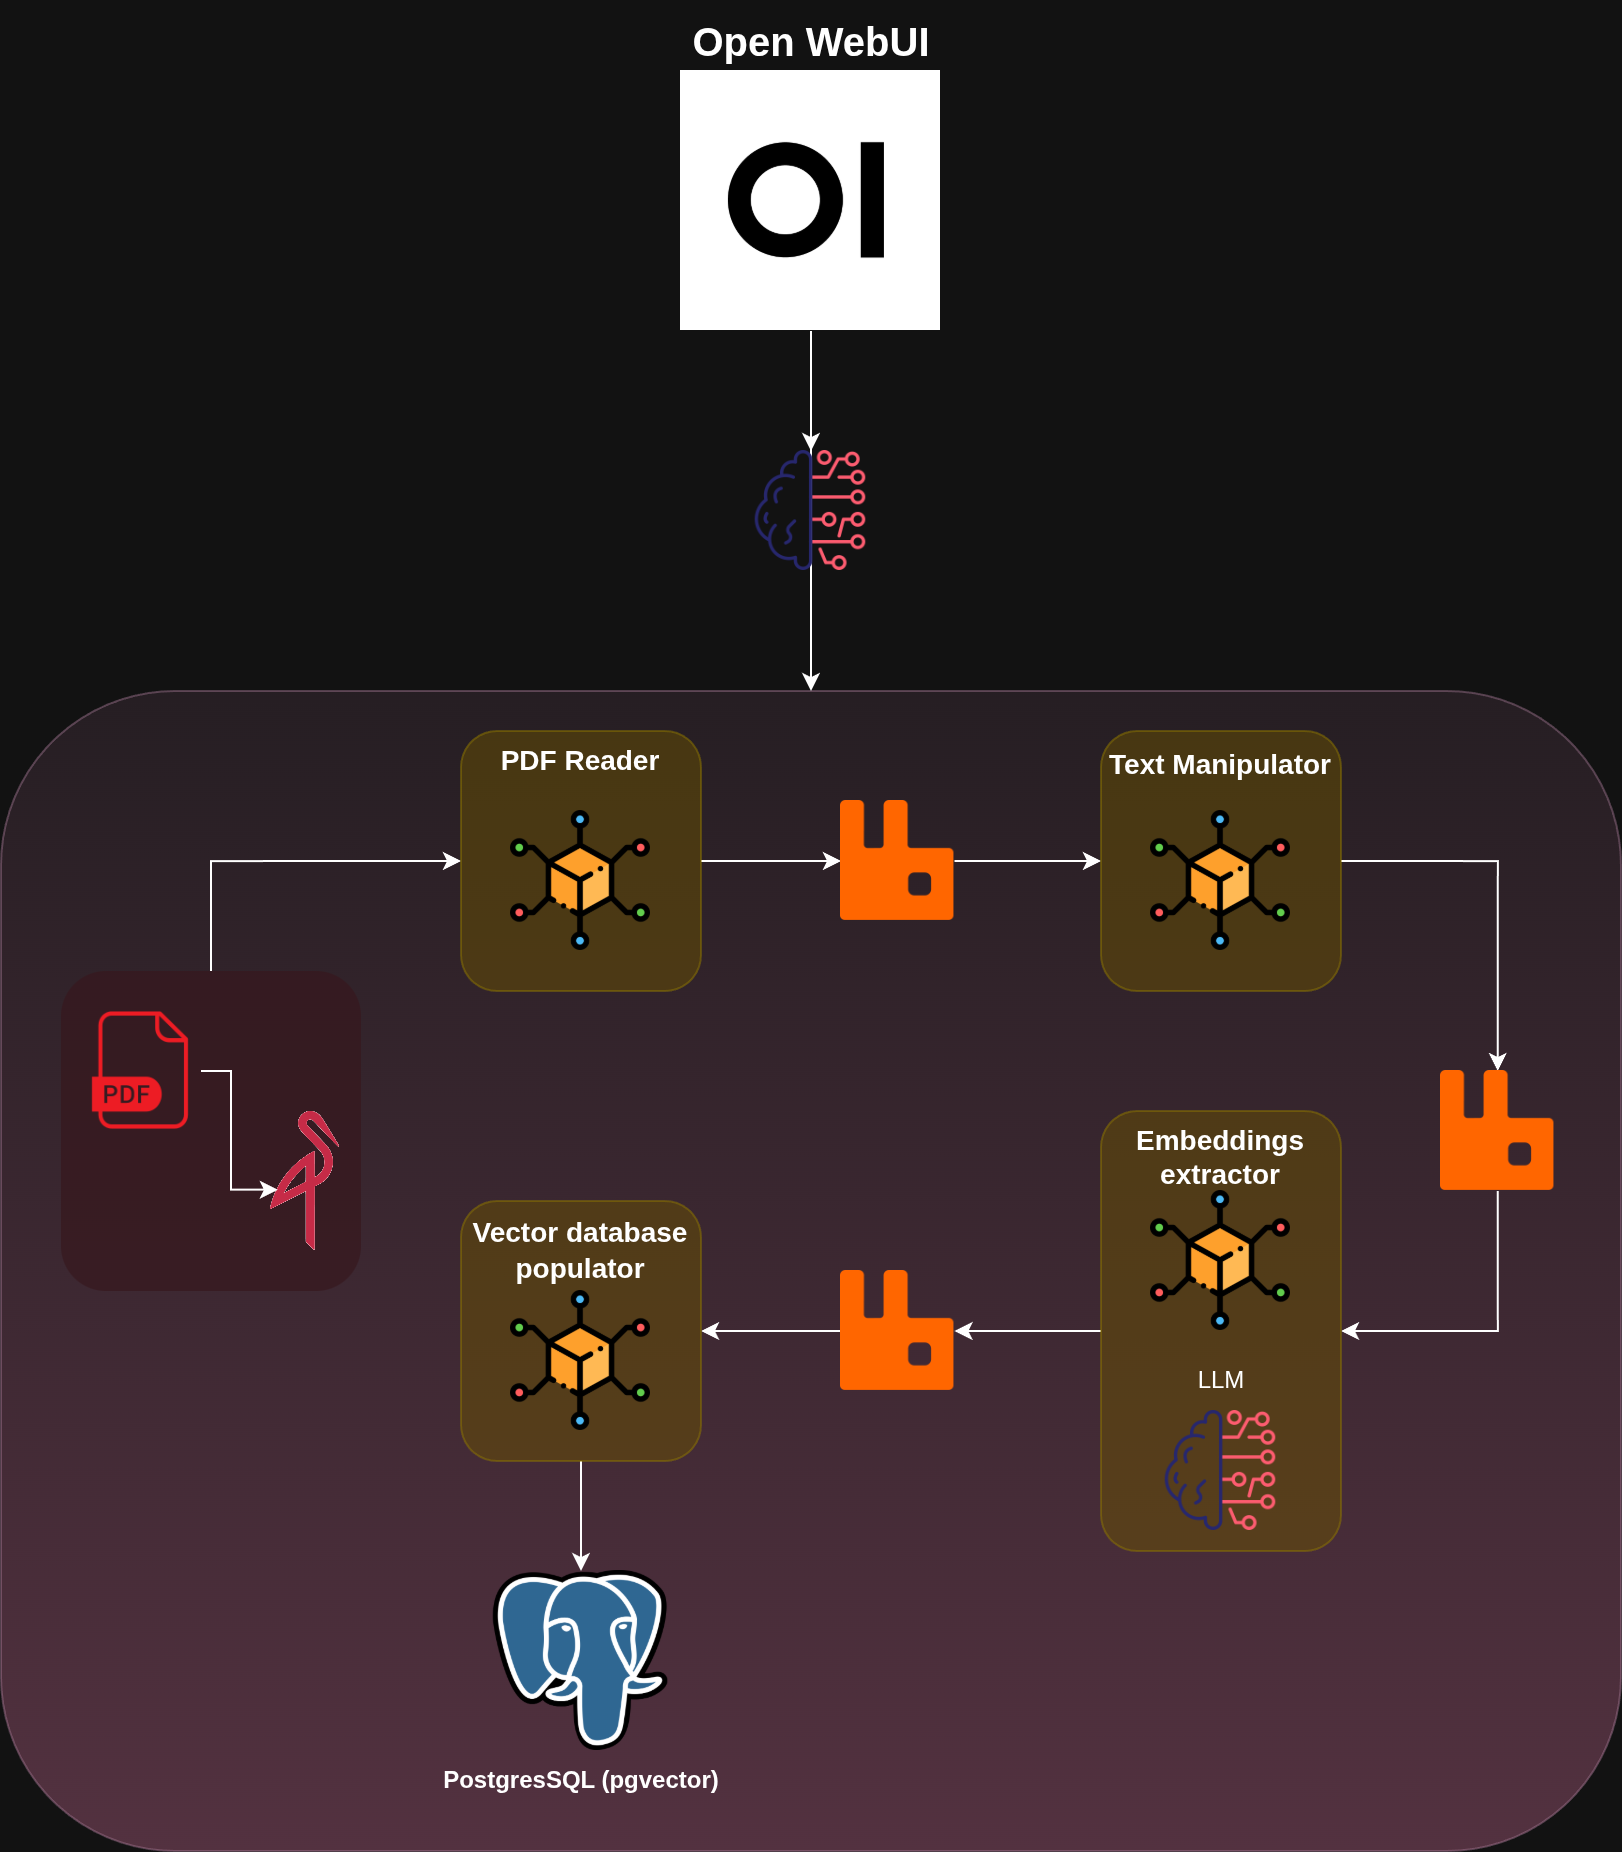 Open WebUI
OI
PDF Reader
Text Manipulator
PDF
Embeddings
extractor
Vector database
populator
LLM
PostgresSQL (pgvector)